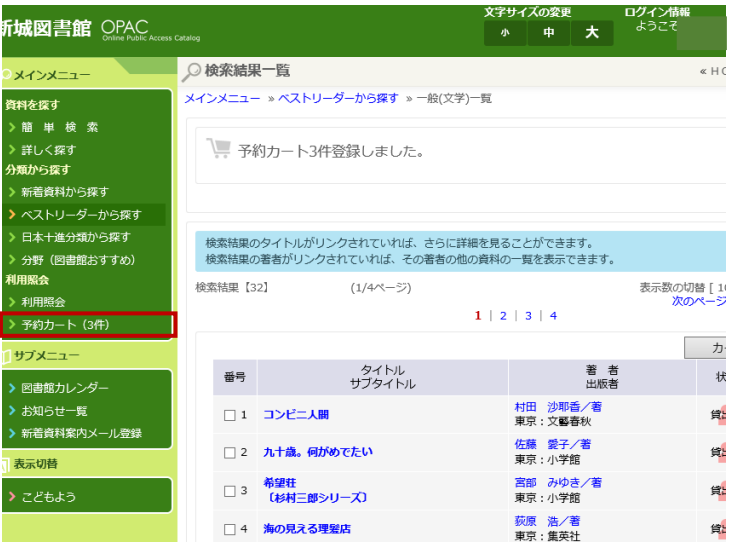 新城図書館 OPAC
Online Public Access Catalog
文字サイズの変更
小 中 大
ログイン情報
ようこそ
メインメニュー
資料を探す
簡 単 検 索
詳しく探す
分類から探す
新着資料から探す
ベストリーダーから探す
日本十進分類から探す
分野（図書館おすすめ）
利用照会
利用照会
予約カート（3件）
サブメニュー
図書館カレンダー
お知らせ一覧
新着資料案内メール登録
表示切替
こどもよう
検索結果一覧
« HO
メインメニュー » ベストリーダーから探す » 一般(文学)一覧
予約カート3件登録しました。
検索結果のタイトルがリンクされていれば、さらに詳細を見ることができます。
検索結果の著者がリンクされていれば、その著者の他の資料の一覧を表示できます。
検索結果【32】 (1/4ページ) 表示数の切替 [ 10
次のページ
1 | 2 | 3 | 4
カー
番号 タイトル 著 者 状
サブタイトル 出版者
1 コンビニ人間 村田 沙耶香／著 貸出
東京：文藝春秋
2 九十歳。何がめでたい 佐藤 愛子／著 貸出
東京：小学館
3 希望荘 宮部 みゆき／著 貸出
〔杉村三郎シリーズ〕 東京：小学館
4 海の見える理髪店 荻原 浩／著 貸出
東京：集英社